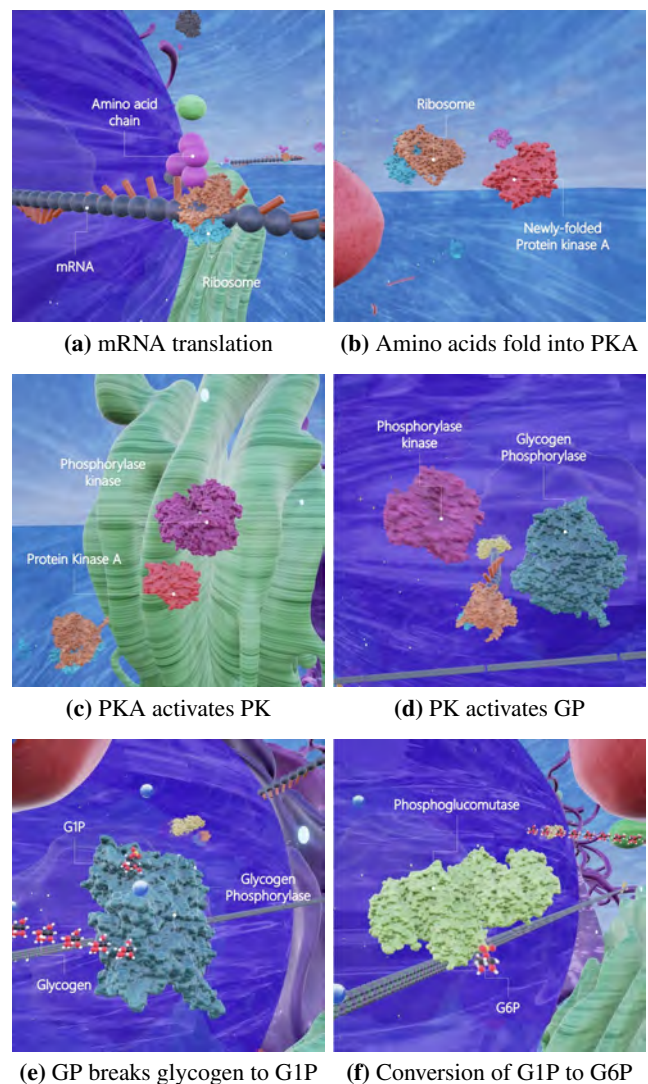 Amino acid
chain
mRNA
Ribosome
Ribosome
Newly-folded
Protein kinase A
(a) mRNA translation
(b) Amino acids fold into PKA
Phosphorylase
kinase
Protein Kinase A
Phosphorylase
kinase
Glycogen
Phosphorylase
(c) PKA activates PK
(d) PK activates GP
G1P
Glycogen
Phosphorylase
Glycogen
Phosphoglucomutase
G6P
(e) GP breaks glycogen to G1P
(f) Conversion of G1P to G6P